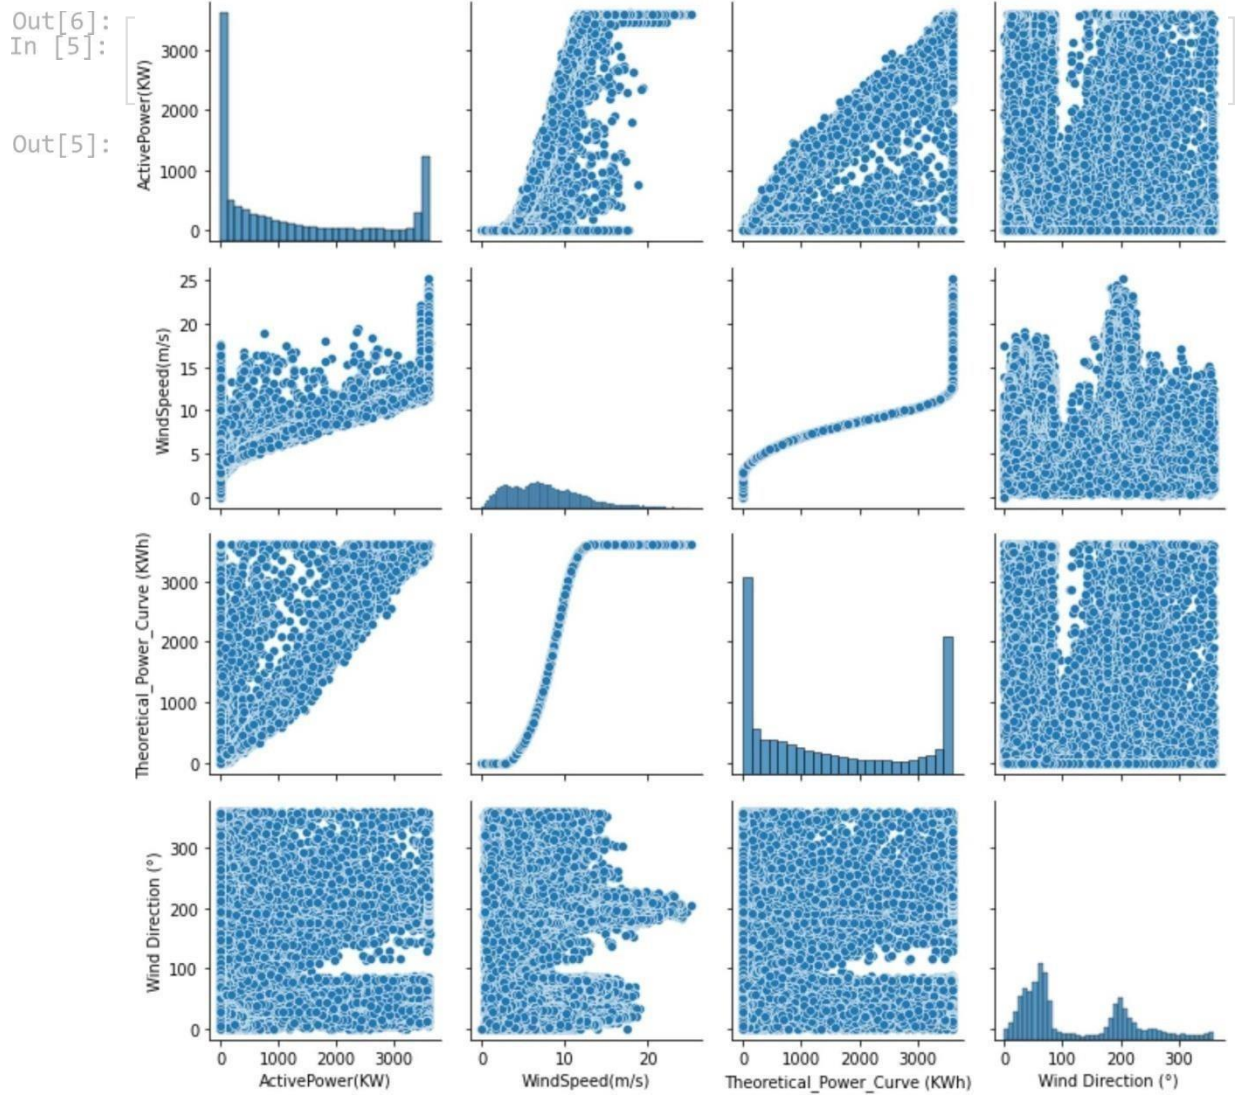 Out[6]:
In [5]:
Out[5]:
ActivePower(KW)
3000
2000
1000
0
WindSpeed(m/s)
25
20
15
10
5
0
Theoretical_Power_Curve (KWh)
3000
2000
1000
0
Wind Direction (°)
300
200
100
0
0 1000 2000 3000
ActivePower(KW)
0 10 20
WindSpeed(m/s)
0 1000 2000 3000
Theoretical_Power_Curve (KWh)
0 100 200 300
Wind Direction (°)